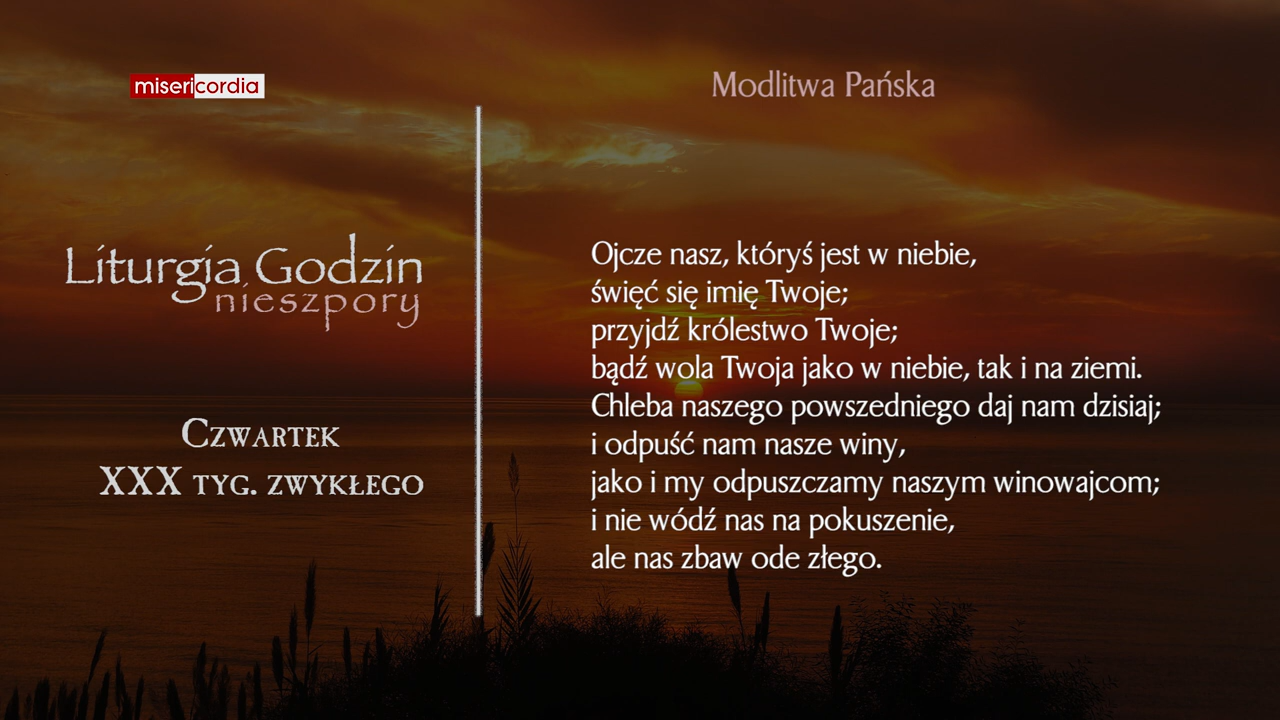 misericordia
Liturgia Godzin
nieszpory
Czwartek
XXX tyg. zwykłego
Modlitwa Pańska
Ojcze nasz, któryś jest w niebie,
święć się imię Twoje;
przyjdź królestwo Twoje;
bądź wola Twoja jako w niebie, tak i na ziemi.
Chleba naszego powszedniego daj nam dzisiaj;
i odpuść nam nasze winy,
jako i my odpuszczamy naszym winowajcom;
i nie wódź nas na pokuszenie,
ale nas zbaw ode złego.